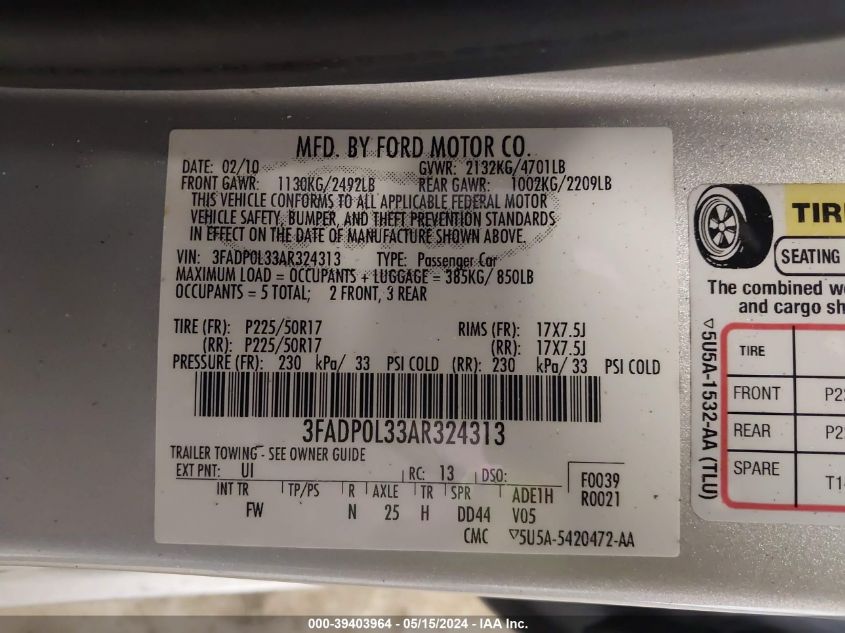 MFD. BY FORD MOTOR CO.
DATE: 02/10 GVWR: 2132KG/4701LB
FRONT GAWR: 1130KG/2492LB REAR GAWR: 1002KG/2209LB
THIS VEHICLE CONFORMS TO ALL APPLICABLE FEDERAL MOTOR
VEHICLE SAFETY, BUMPER, AND THEFT PREVENTION STANDARDS
IN EFFECT ON THE DATE OF MANUFACTURE SHOWN ABOVE.
VIN: 3FADP0L33AR324313 TYPE: Passenger Car
MAXIMUM LOAD = OCCUPANTS + LUGGAGE = 385KG/ 850LB
OCCUPANTS = 5 TOTAL; 2 FRONT, 3 REAR
TIRE (FR): P225/50R17 RIMS (FR): 17X7.5J
(RR): P225/50R17 (RR): 17X7.5J
PRESSURE (FR): 230 kPa/ 33 PSI COLD (RR): 230 kPa/ 33 PSI COLD
3FADP0L33AR324313
TRAILER TOWING - SEE OWNER GUIDE
EXT PNT: UI RC: 13 DSO: F0039
R0021
INT TR TP/PS R AXLE TR SPR ADE1H
FW N 25 H DD44 V05
CMC ▽5U5A-5420472-AA
TIR
SEATING
The combined w
and cargo sh
▽5U5A-1532-AA (TLU)
TIRE
FRONT P2
REAR P2
SPARE T1
000-39403964 - 05/15/2024 - IAA Inc.